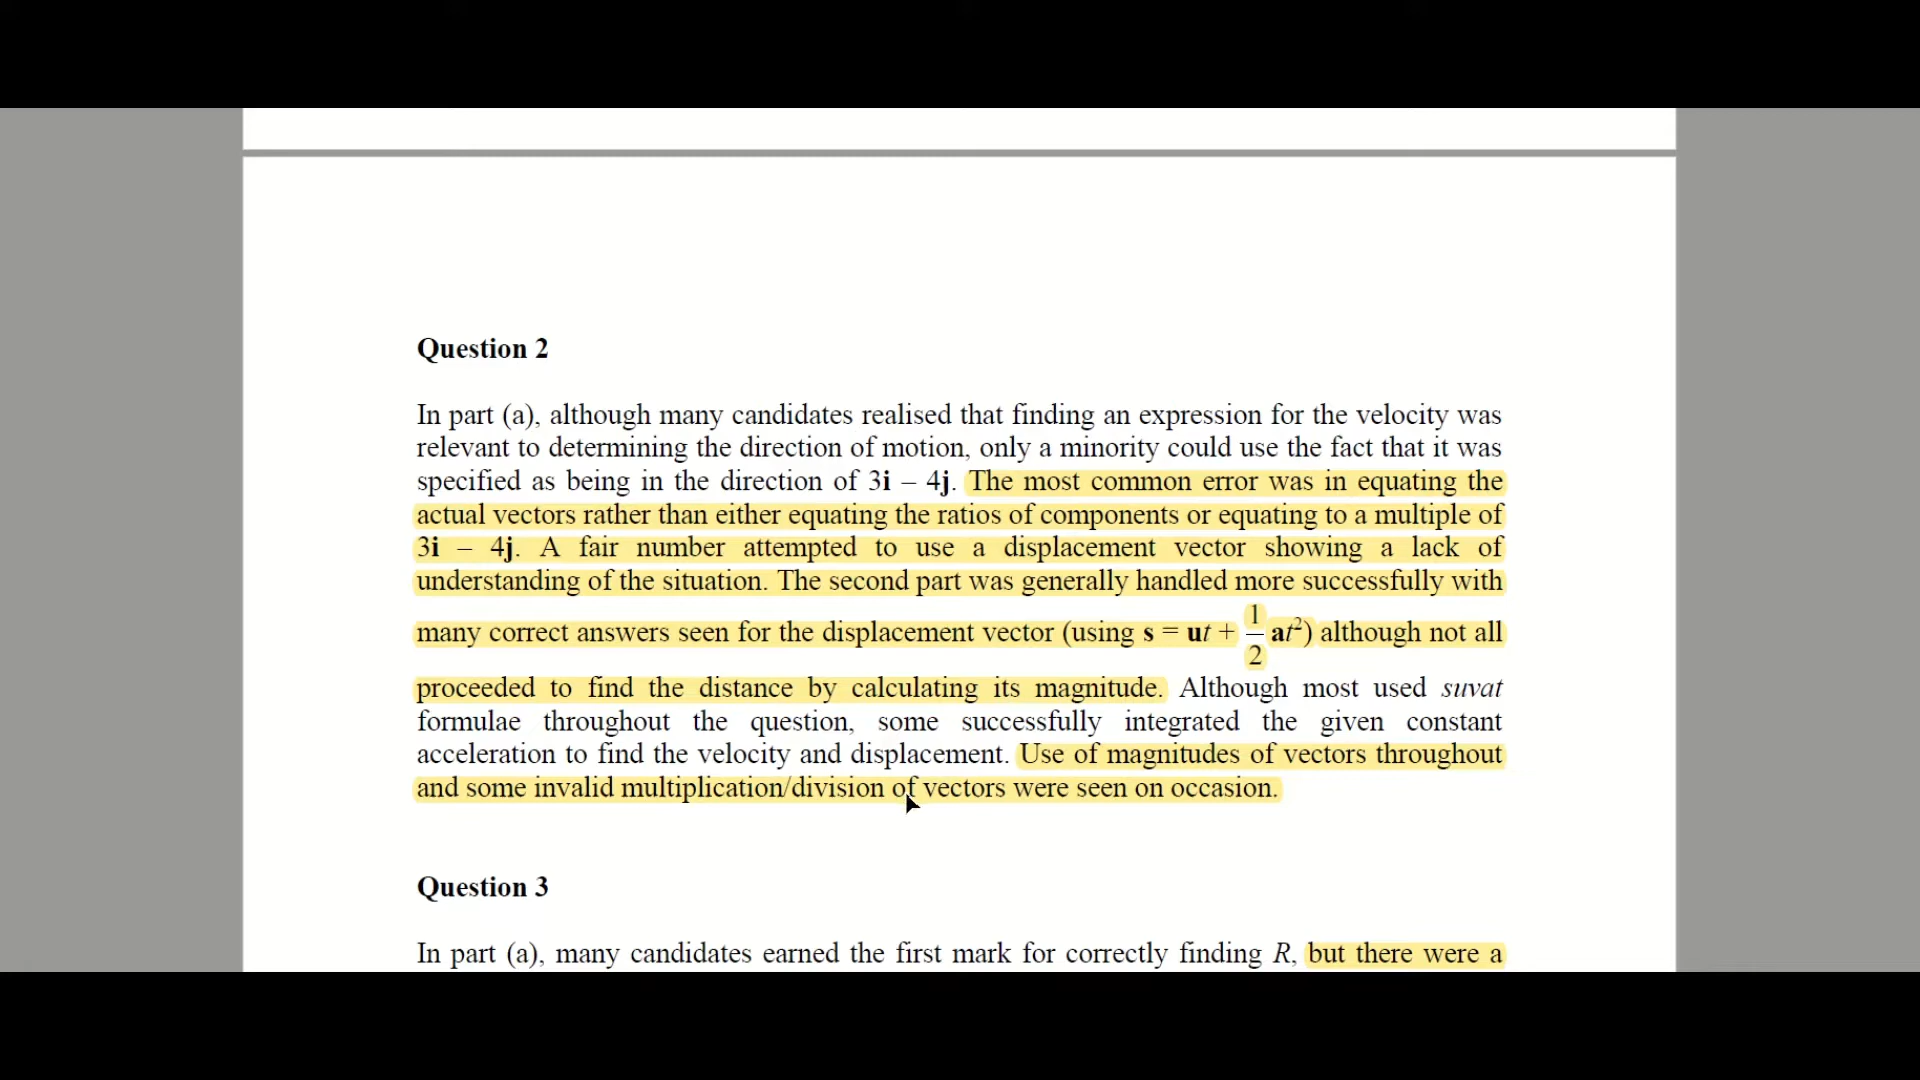 Question 2
In part (a), although many candidates realised that finding an expression for the velocity was
relevant to determining the direction of motion, only a minority could use the fact that it was
specified as being in the direction of 3i – 4j. The most common error was in equating the
actual vectors rather than either equating the ratios of components or equating to a multiple of
3i – 4j. A fair number attempted to use a displacement vector showing a lack of
understanding of the situation. The second part was generally handled more successfully with
many correct answers seen for the displacement vector (using s = ut + 1/2 at²) although not all
proceeded to find the distance by calculating its magnitude. Although most used suvat
formulae throughout the question, some successfully integrated the given constant
acceleration to find the velocity and displacement. Use of magnitudes of vectors throughout
and some invalid multiplication/division of vectors were seen on occasion.
Question 3
In part (a), many candidates earned the first mark for correctly finding R, but there were a